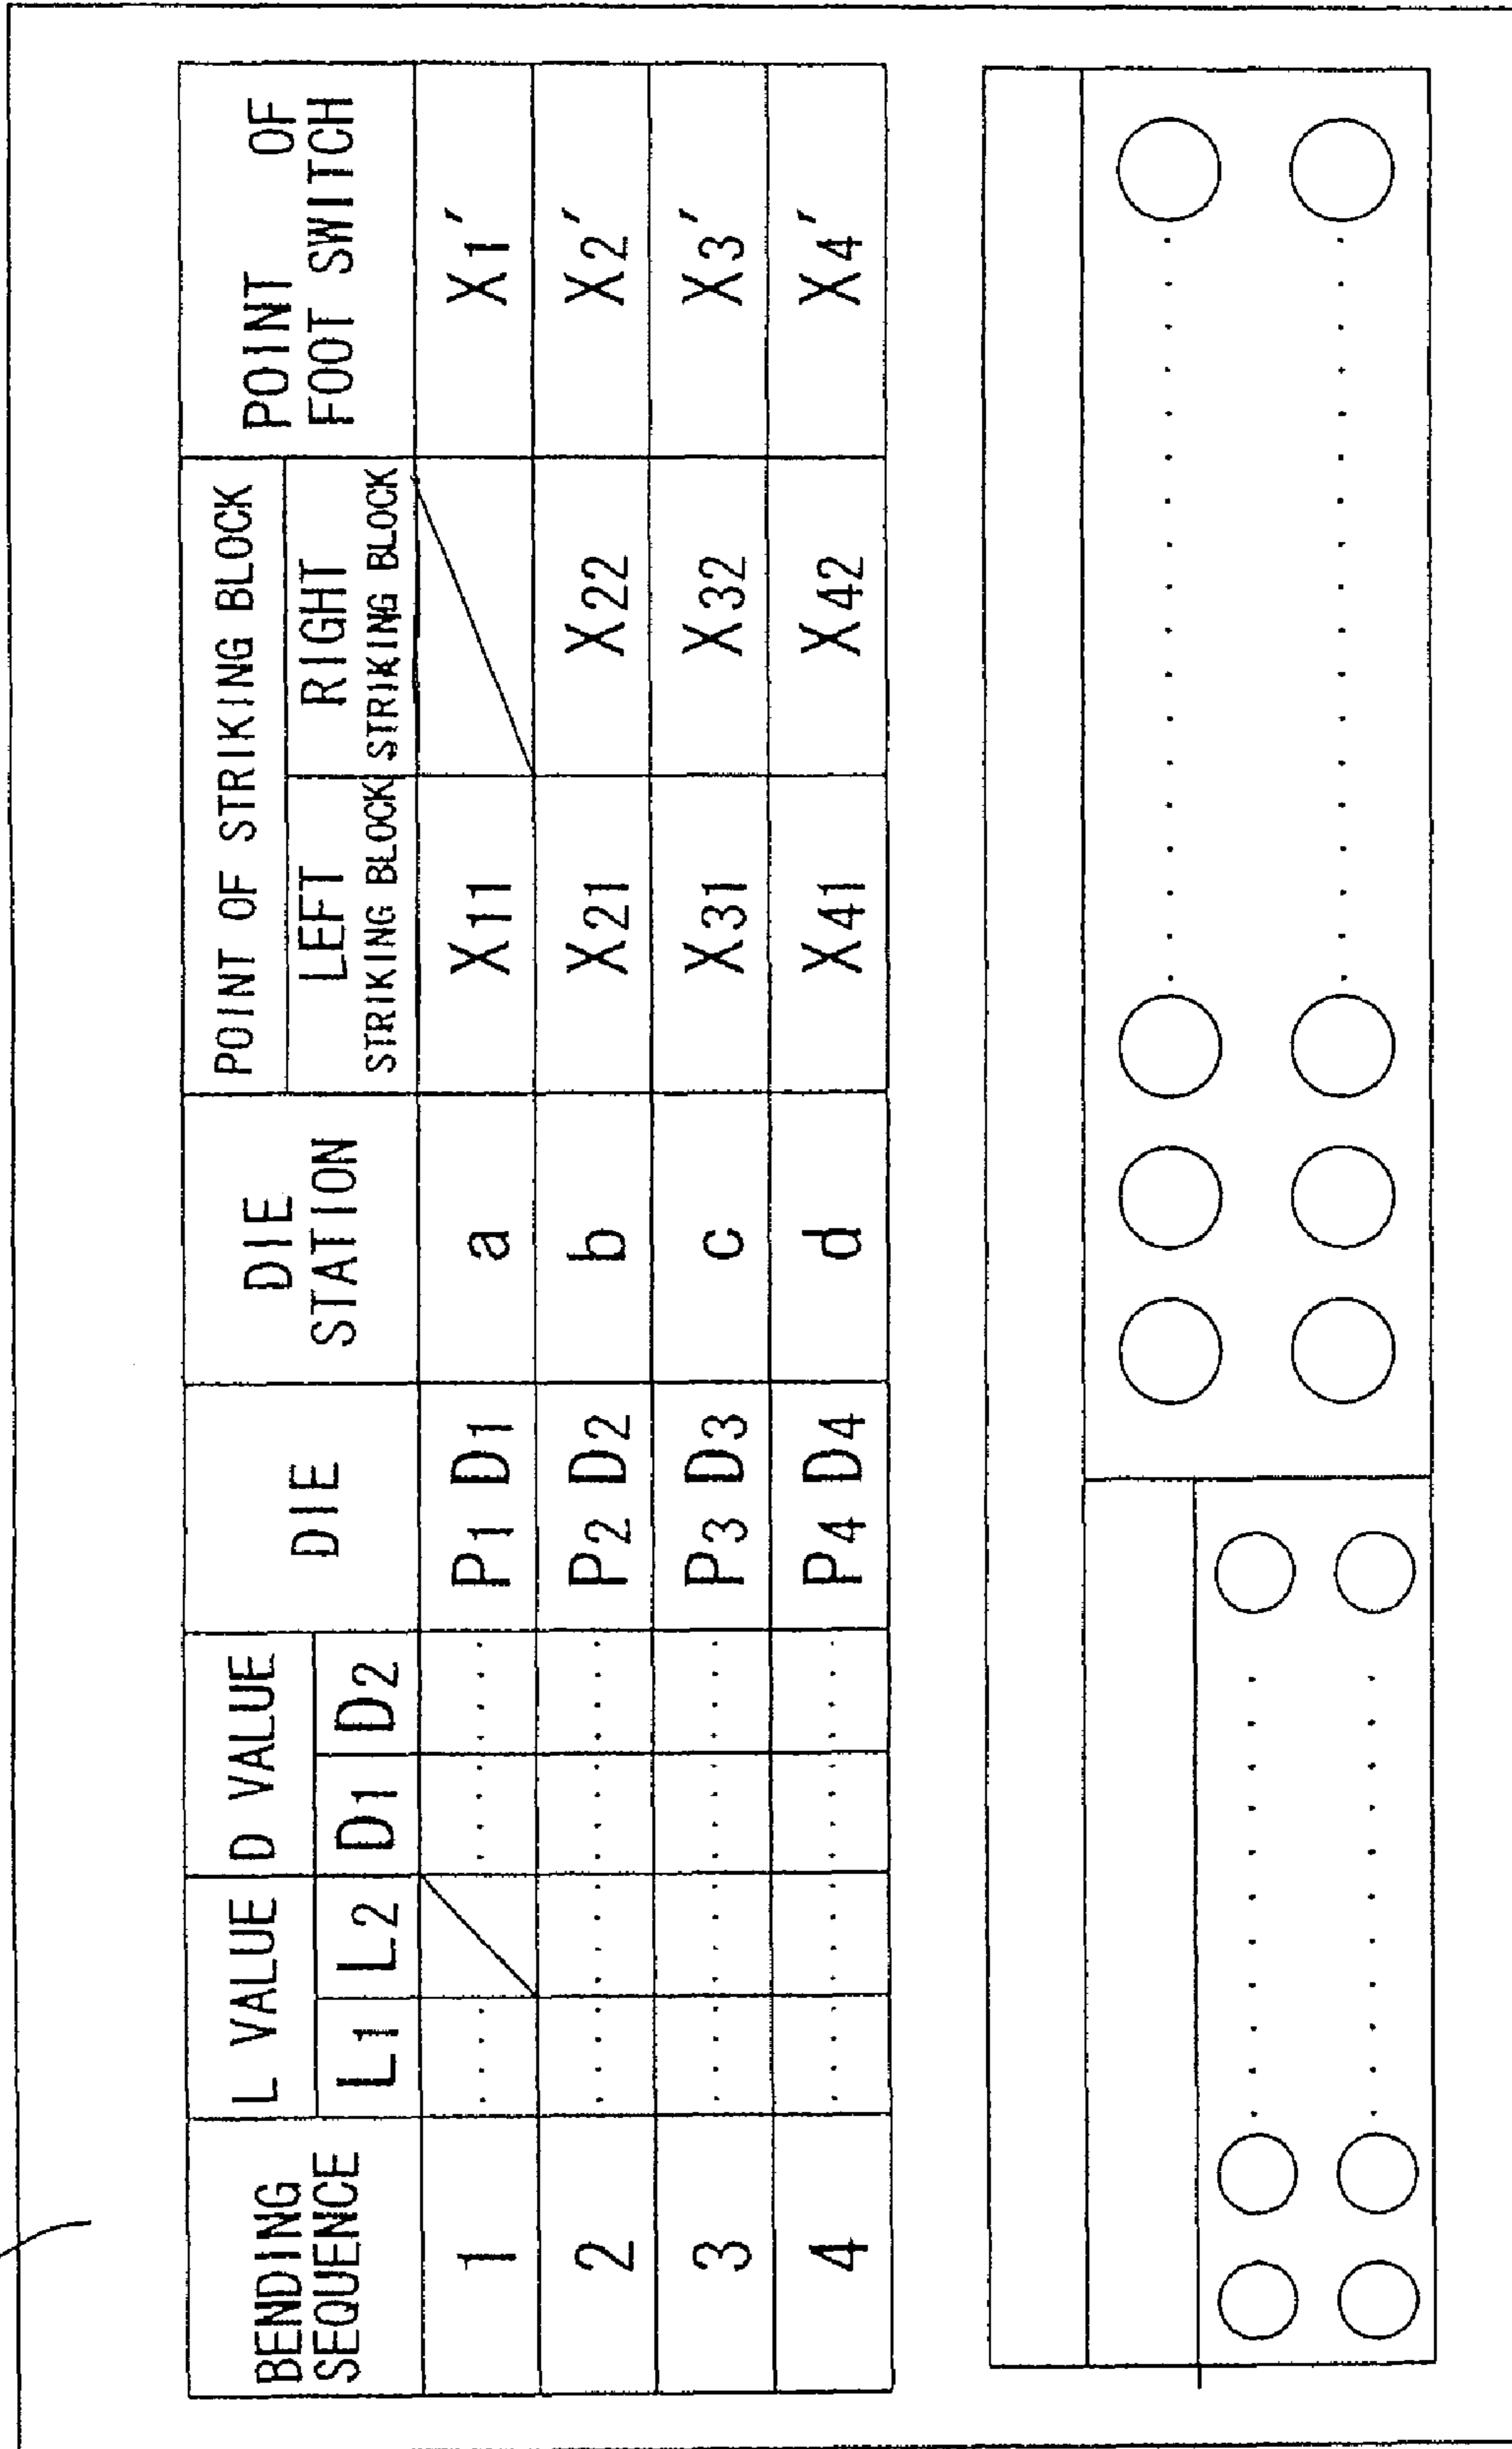 BENDING SEQUENCE L VALUE D VALUE DIE DIE STATION POINT OF STRIKING BLOCK POINT OF FOOT SWITCH
L1 L2 D1 D2 LEFT STRIKING BLOCK RIGHT STRIKING BLOCK
1 ..... ..... ..... P1 D1 a X11 X1′
2 ..... ..... ..... ..... P2 D2 b X21 X22 X2′
3 ..... ..... ..... ..... P3 D3 c X31 X32 X3′
4 ..... ..... ..... ..... P4 D4 d X41 X42 X4′